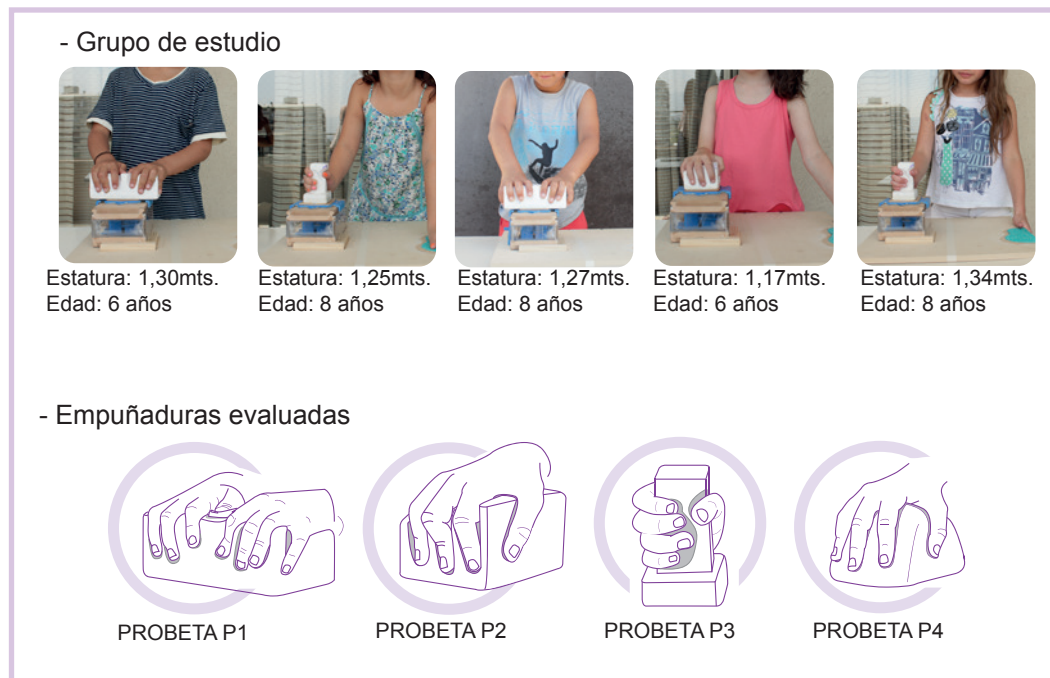 - Grupo de estudio
Estatura: 1,30mts.
Edad: 6 años
Estatura: 1,25mts.
Edad: 8 años
Estatura: 1,27mts.
Edad: 8 años
Estatura: 1,17mts.
Edad: 6 años
Estatura: 1,34mts.
Edad: 8 años
- Empuñaduras evaluadas
PROBETA P1
PROBETA P2
PROBETA P3
PROBETA P4